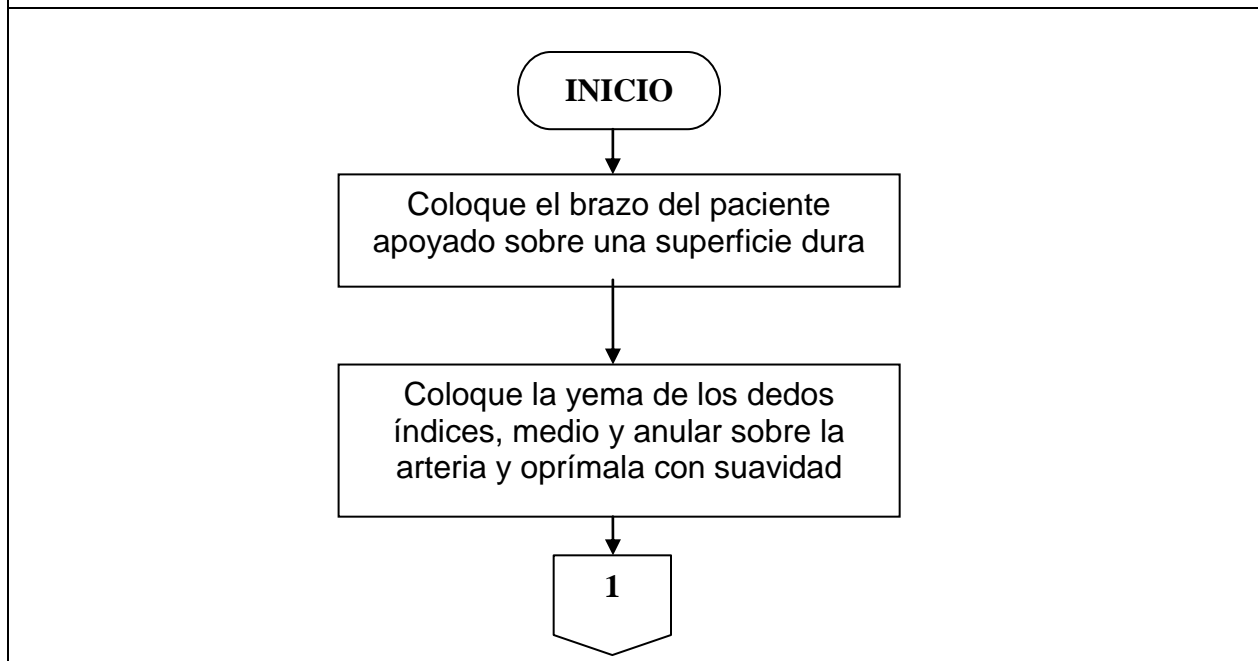 INICIO
Coloque el brazo del paciente
apoyado sobre una superficie dura
Coloque la yema de los dedos
índices, medio y anular sobre la
arteria y oprímala con suavidad
1